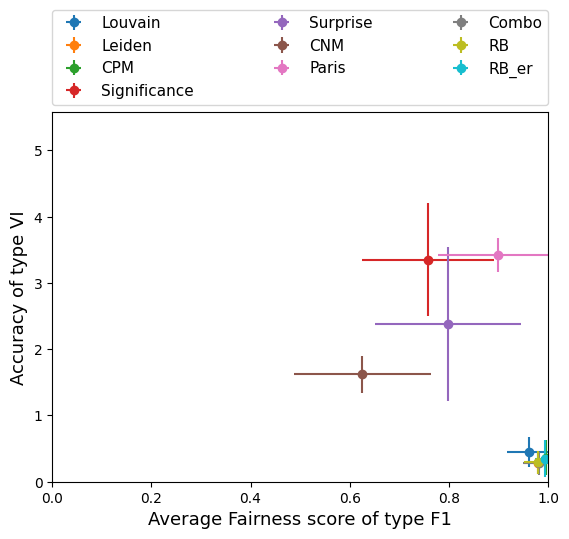 Louvain Surprise Combo
Leiden CNM RB
CPM Paris RB_er
Significance
5
4
3
2
1
0
0.0 0.2 0.4 0.6 0.8 1.0
Accuracy of type VI
Average Fairness score of type F1